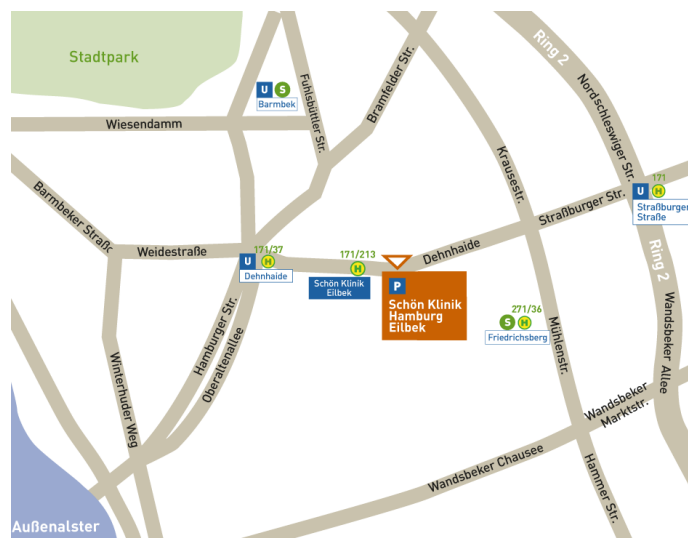 Stadtpark
Ring 2
Nordschleswiger Str.
Bramfelder Str.
Fuhlsbüttler Str.
U S
Barmbek
Wiesendamm
Krausestr.
171
U H
Straßburger
Straße
Straßburger Str.
Barmbeker Straß.
Weidestraße
171/37
U H
Dehnhaide
171/213
H
Schön Klinik
Eilbek
Dehnhaide
Ring 2
P
Schön Klinik
Hamburg
Eilbek
271/36
S H
Friedrichsberg
Mühlenstr.
Wandsbeker Allee
Hamburger Str.
Oberaltenallee
Winterhuder Weg
Wandsbeker
Marktstr.
Wandsbeker Chausee
Hammer Str.
Außenalster